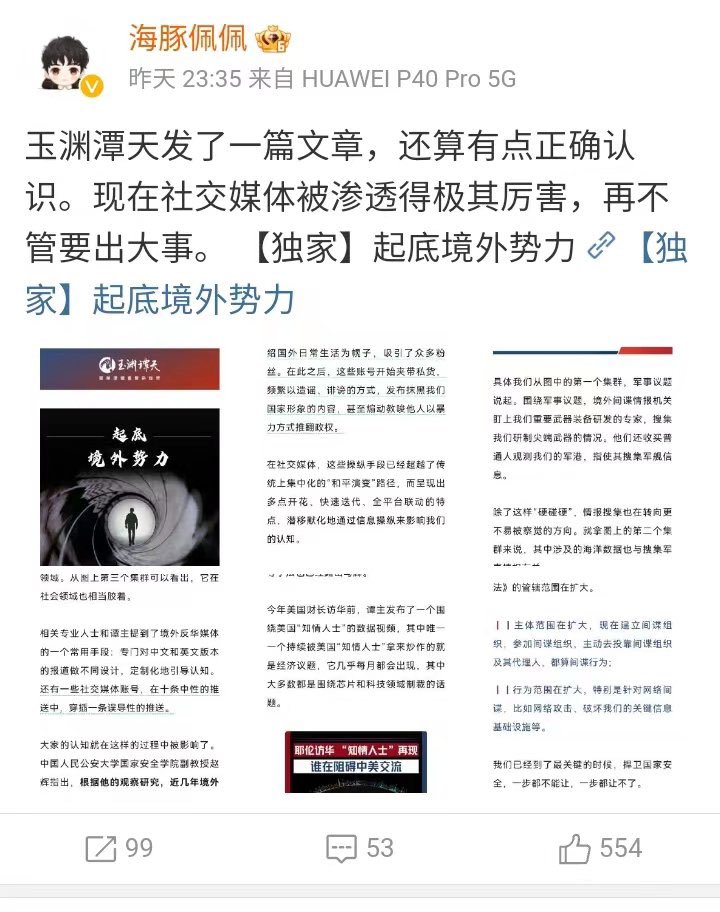 海豚佩佩
昨天 23:35 来自 HUAWEI P40 Pro 5G
玉渊潭天发了一篇文章，还算有点正确认
识。现在社交媒体被渗透得极其厉害，再不
管要出大事。 【独家】起底境外势力 【独
家】起底境外势力
玉渊谭天
起底
境外势力
绍国外日常生活为幌子，吸引了众多粉
丝。在此之后，这些账号开始夹带私货，
频繁以造谣、诽谤的方式，发布抹黑我们
国家形象的内容，甚至煽动教唆他人以暴
力方式推翻政权。
在社交媒体，这些操纵手段已经超越了传
统上集中化的“和平演变”路径，而呈现出
多点开花、快速迭代、全平台联动的特
点，潜移默化地通过信息操纵来影响我们
的认知。
具体我们从图中的第一个集群，军事议题
说起。围绕军事议题，境外间谍情报机关
盯上我们重要武器装备研发的专家，搜集
我们研制尖端武器的情况。他们还收买普
通人观测我们的军港，指使其搜集军舰信
息。
除了这样“硬碰硬”，情报搜集也在转向更
不易被察觉的方向。就拿图上的第二个集
群来说，其中涉及的海洋数据也与搜集军
领域。从图上第三个集群可以看出，它在
社会领域也相当胶着。
相关专业人士和谭主提到了境外反华媒体
的一个常用手段：专门对中文和英文版本
的报道做不同设计，定制化地引导认知。
还有一些社交媒体账号，在十条中性的推
送中，穿插一条误导性的推送。
大家的认知就在这样的过程中被影响了。
中国人民公安大学国家安全学院副教授赵
辉指出，根据他的观察研究，近几年境外
今年美国财长访华前，谭主发布了一个围
绕美国“知情人士”的数据视频，其中唯一
一个持续被美国“知情人士”拿来炒作的就
是经济议题，它几乎每月都会出现，其中
大多数都是围绕芯片和科技领域制裁的话
题。
耶伦访华 “知情人士”再现
谁在阻碍中美交流
法》的管辖范围在扩大。
||主体范围在扩大，现在建立间谍组
织，参加间谍组织，主动去投靠间谍组织
及其代理人，都算间谍行为；
||行为范围在扩大，特别是针对网络间
谍，比如网络攻击、破坏我们的关键信息
基础设施等。
我们已经到了最关键的时候，捍卫国家安
全，一步都不能让，一步都让不了。
99
53
554